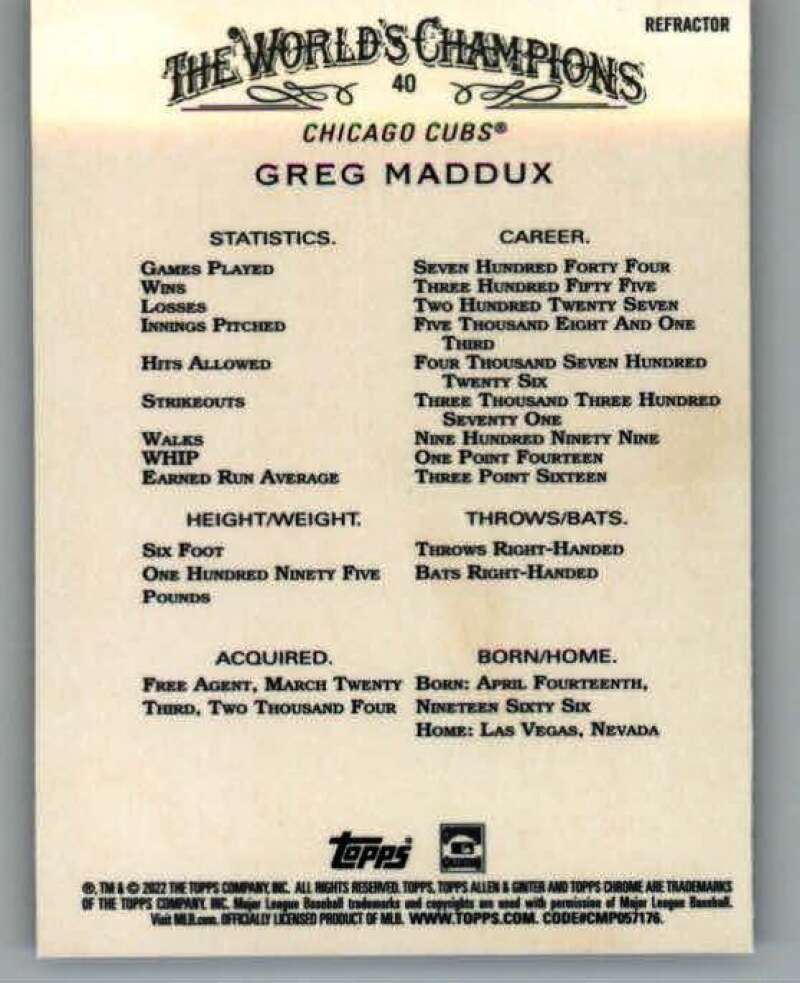 REFRACTOR
THE WORLD'S CHAMPIONS
40
CHICAGO CUBS®
GREG MADDUX
STATISTICS. CAREER.
GAMES PLAYED SEVEN HUNDRED FORTY FOUR
WINS THREE HUNDRED FIFTY FIVE
LOSSES TWO HUNDRED TWENTY SEVEN
INNINGS PITCHED FIVE THOUSAND EIGHT AND ONE
THIRD
HITS ALLOWED FOUR THOUSAND SEVEN HUNDRED
TWENTY SIX
STRIKEOUTS THREE THOUSAND THREE HUNDRED
SEVENTY ONE
WALKS NINE HUNDRED NINETY NINE
WHIP ONE POINT FOURTEEN
EARNED RUN AVERAGE THREE POINT SIXTEEN
HEIGHT/WEIGHT. THROWS/BATS.
SIX FOOT THROWS RIGHT-HANDED
ONE HUNDRED NINETY FIVE BATS RIGHT-HANDED
POUNDS
ACQUIRED. BORN/HOME.
FREE AGENT, MARCH TWENTY BORN: APRIL FOURTEENTH,
THIRD, TWO THOUSAND FOUR NINETEEN SIXTY SIX
HOME: LAS VEGAS, NEVADA
topps®
®, TM & © 2022 THE TOPPS COMPANY, INC. ALL RIGHTS RESERVED. TOPPS, TOPPS ALLEN & GINTER AND TOPPS CHROME ARE TRADEMARKS
OF THE TOPPS COMPANY, INC. Major League Baseball trademarks and copyrights are used with permission of Major League Baseball.
Visit MLB.com. OFFICIALLY LICENSED PRODUCT OF MLB. WWW.TOPPS.COM. CODE#CMP057176.